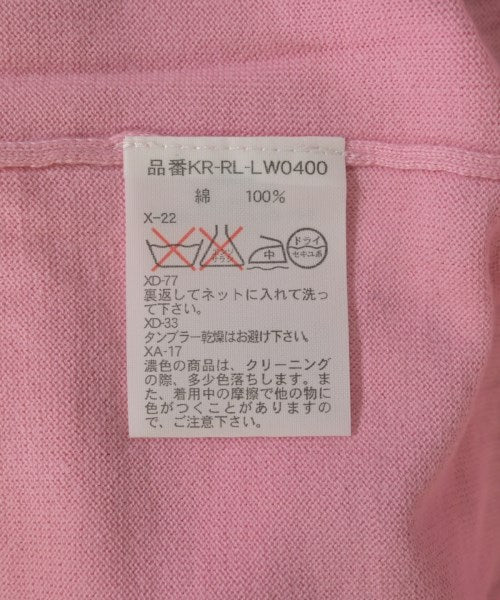 品番KR-RL-LW0400
綿 100%
X-22
エンソサラシ 中 ドライ セキユ系
XD-77
裏返してネットに入れて洗っ
て下さい。
XD-33
タンブラー乾燥はお避け下さい。
XA-17
濃色の商品は、クリーニング
の際、多少色落ちします。ま
た、着用中の摩擦で他の物に
色がつくことがありますの
で、ご注意下さい。